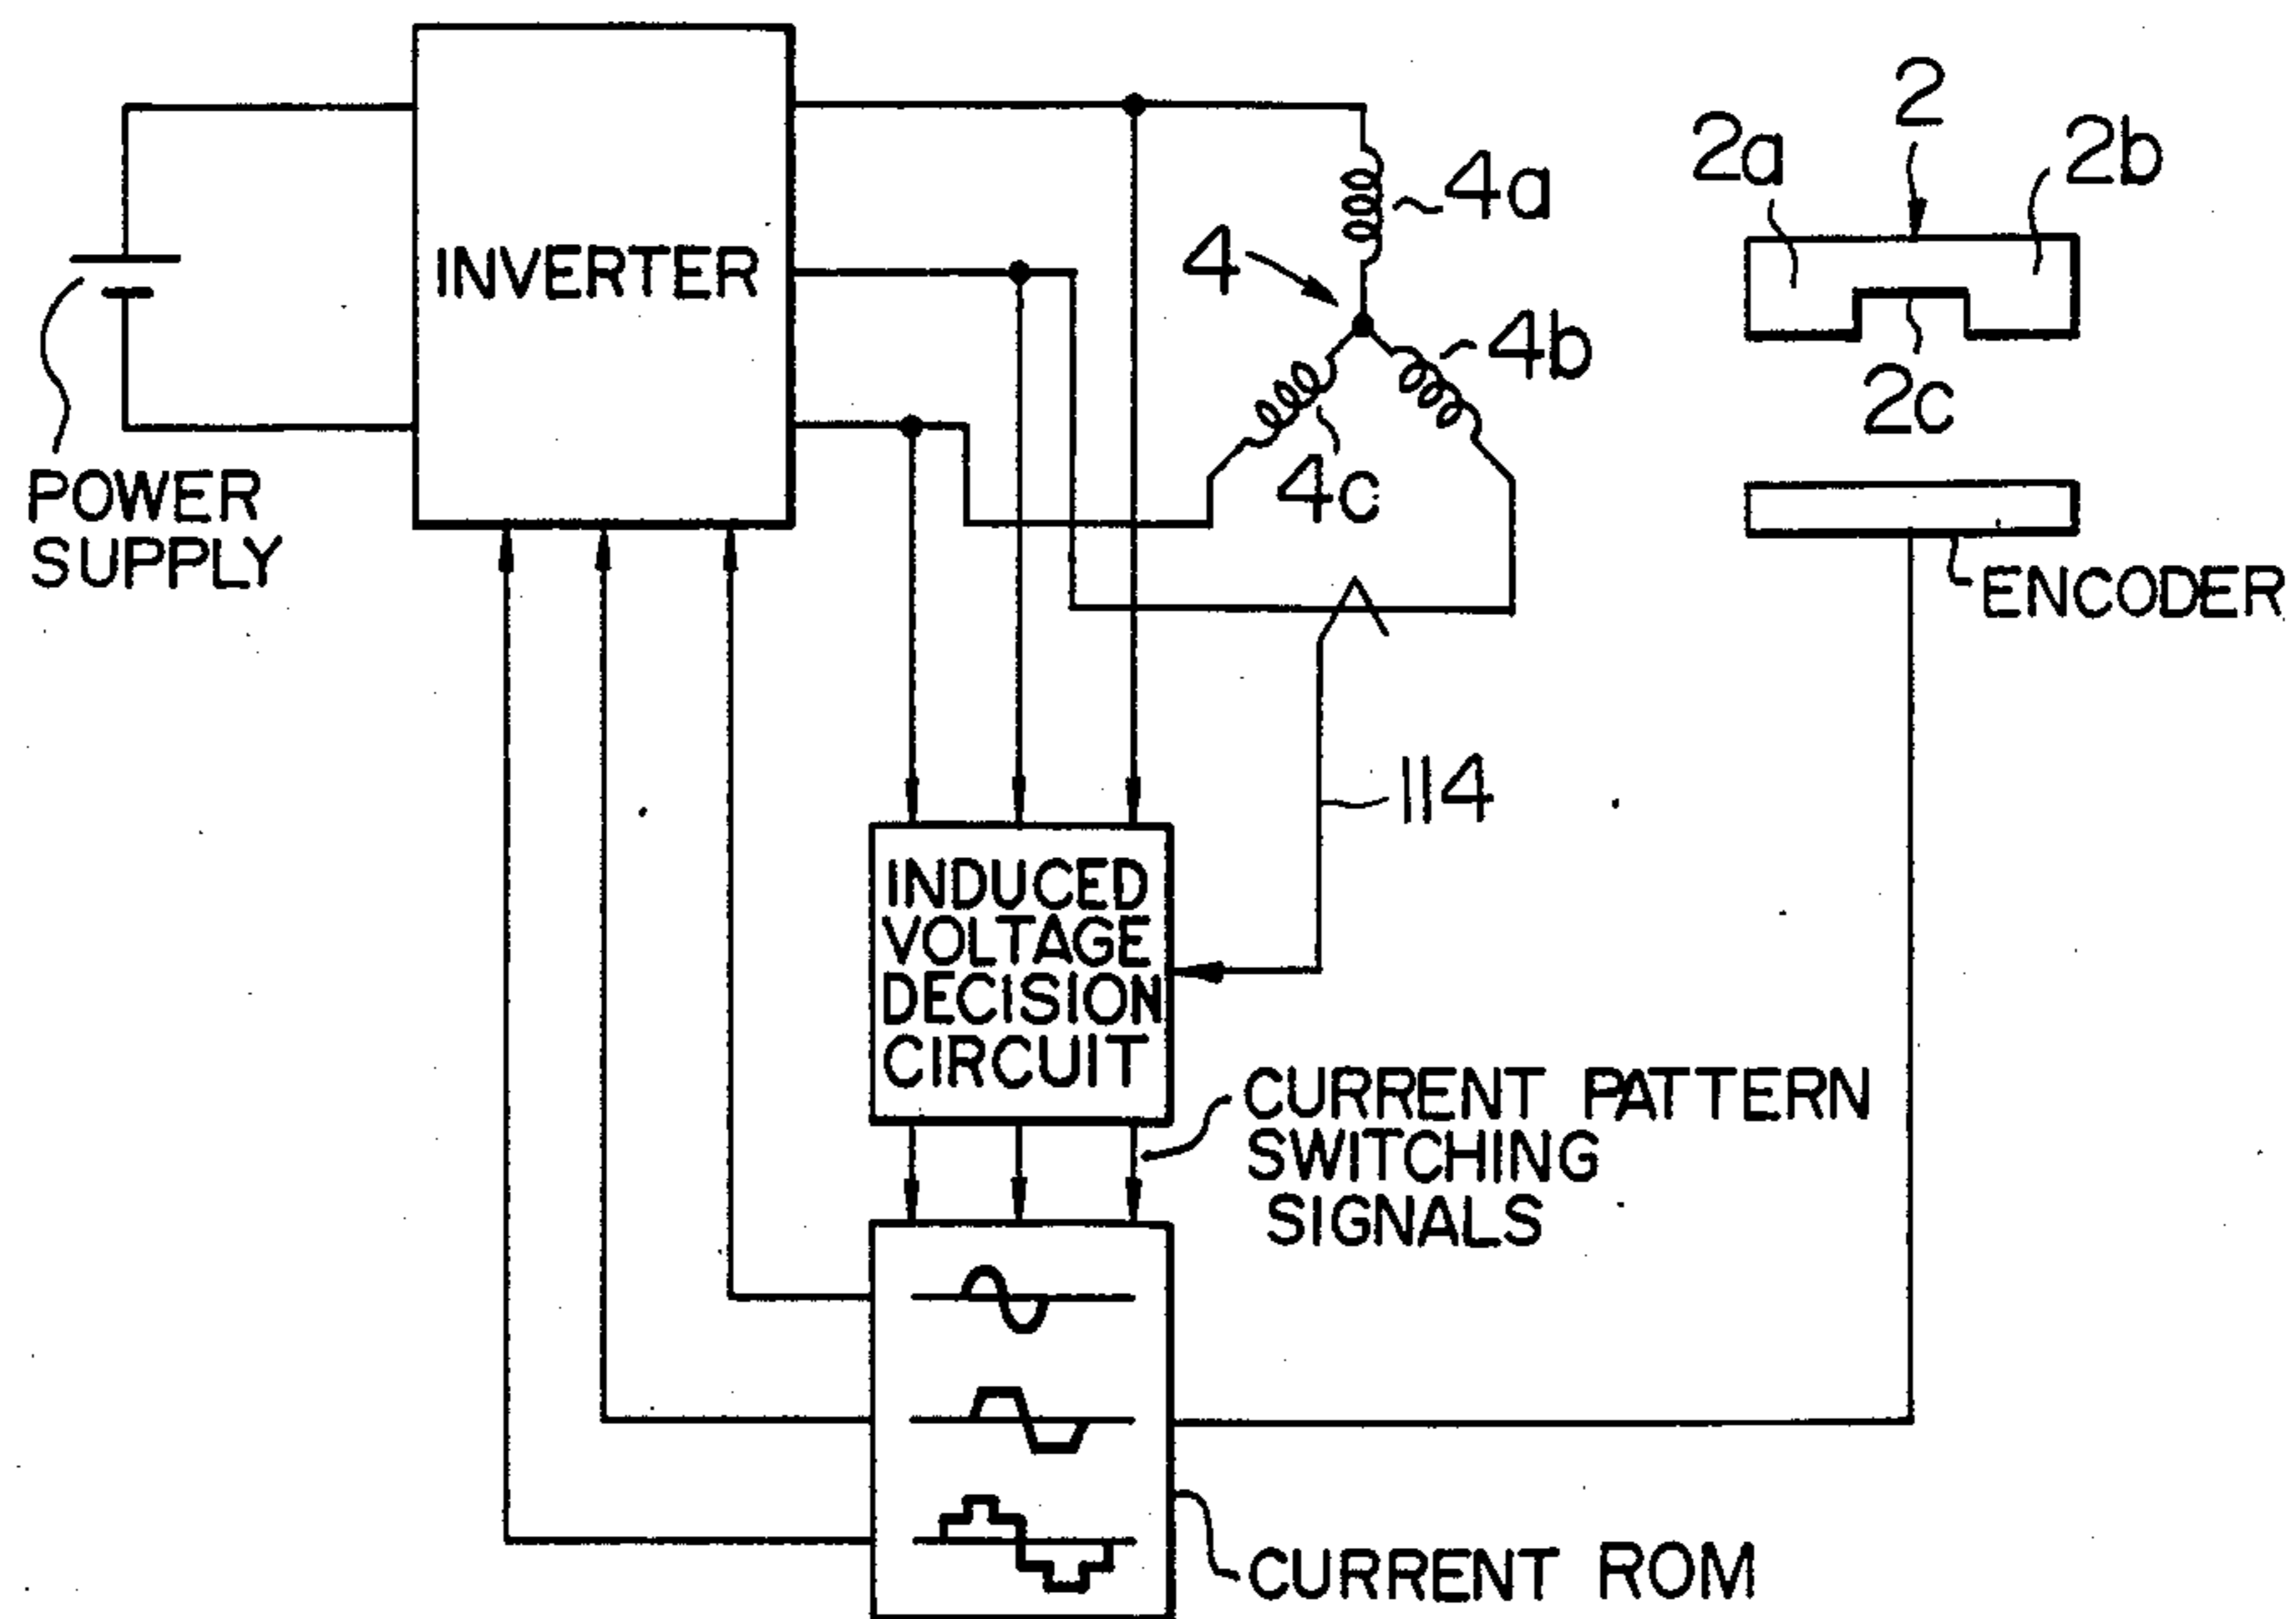 INVERTER
POWER
SUPPLY
4
4a
4b
4c
2
2a
2b
2c
ENCODER
114
INDUCED
VOLTAGE
DECISION
CIRCUIT
CURRENT PATTERN
SWITCHING
SIGNALS
CURRENT ROM